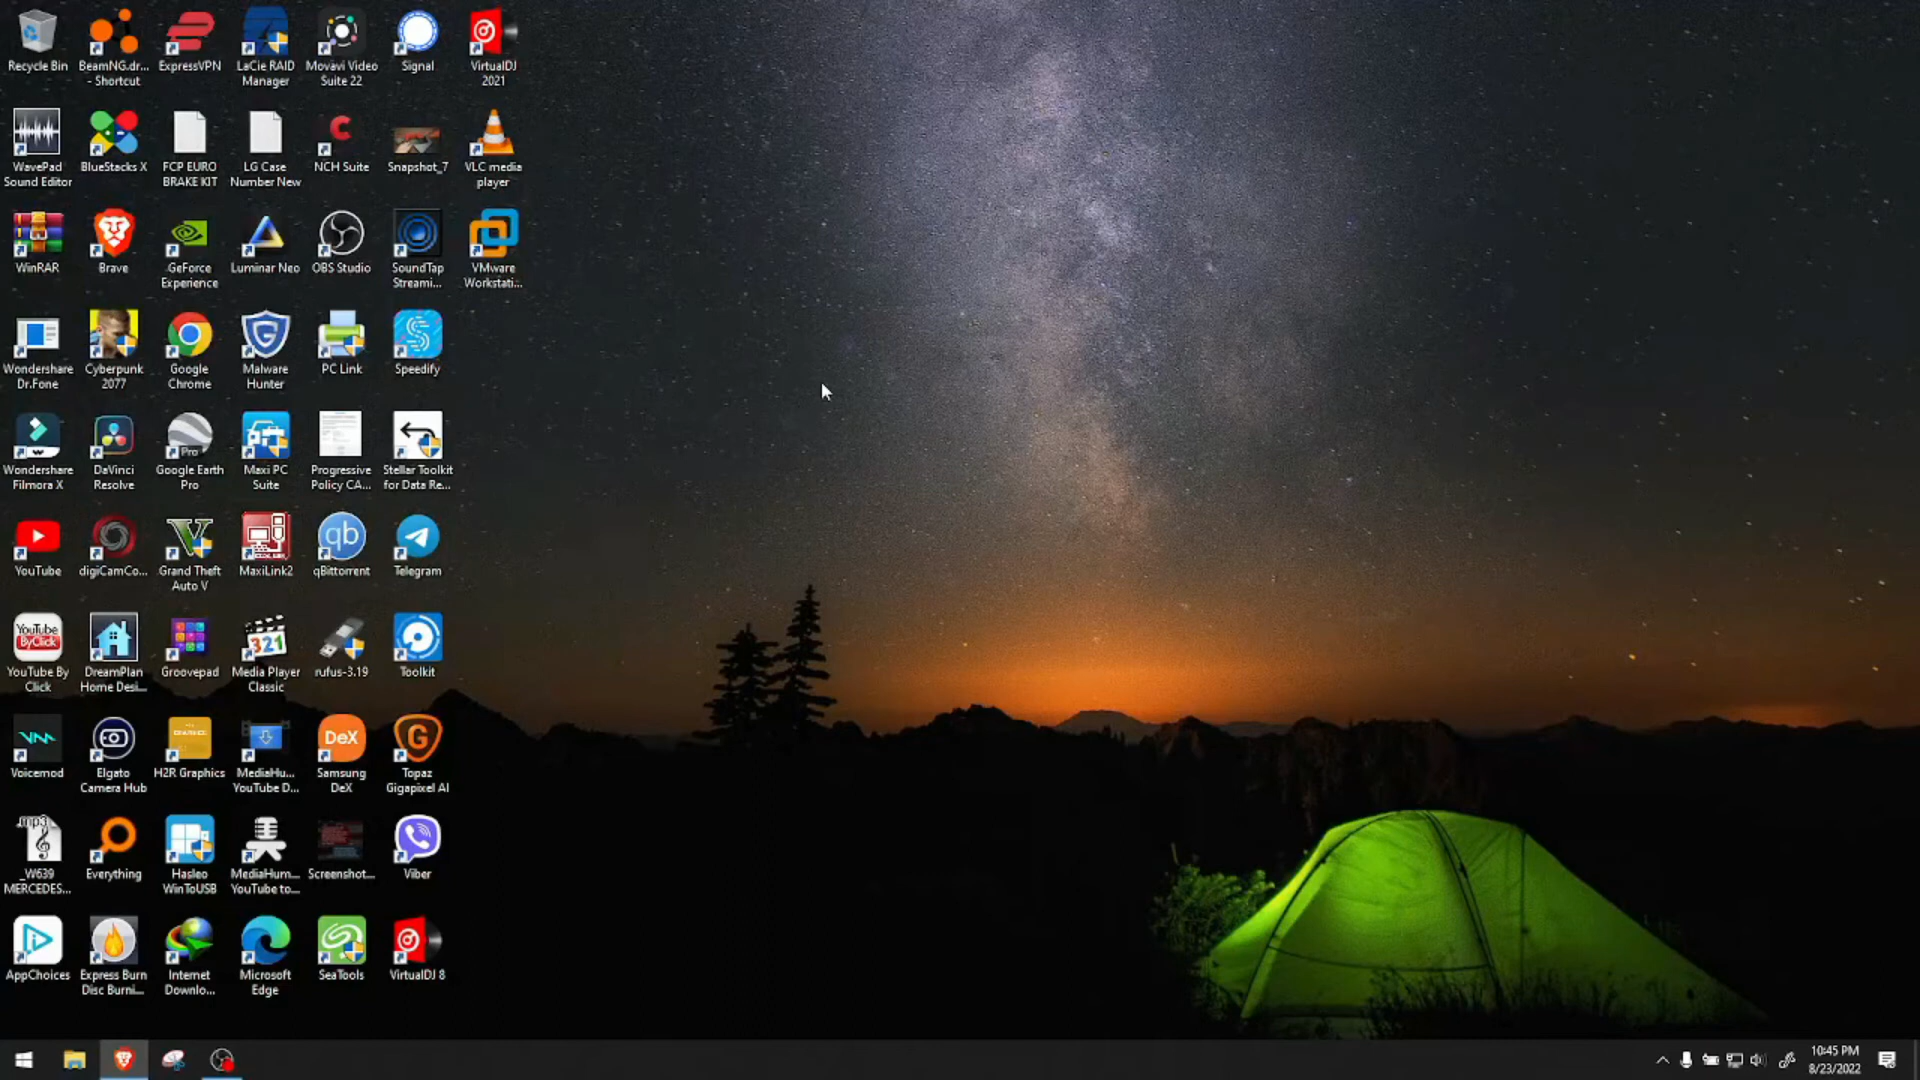 Recycle Bin
BeamNG.dr...
- Shortcut
ExpressVPN
LaCie RAID
Manager
Movavi Video
Suite 22
Signal
VirtualDJ
2021
WavePad
Sound Editor
BlueStacks X
FCP EURO
BRAKE KIT
LG Case
Number New
NCH Suite
Snapshot_7
VLC media
player
WinRAR
Brave
GeForce
Experience
Luminar Neo
OBS Studio
SoundTap
Streami...
VMware
Workstati...
Wondershare
Dr.Fone
Cyberpunk
2077
Google
Chrome
Malware
Hunter
PC Link
Speedify
Wondershare
Filmora X
DaVinci
Resolve
Pro
Google Earth
Pro
Maxi PC
Suite
Progressive
Policy CA...
Stellar Toolkit
for Data Re...
YouTube
digiCamCo...
Grand Theft
Auto V
MaxiLink2
qb
qBittorrent
Telegram
YouTube
ByClick
YouTube By
Click
DreamPlan
Home Desi...
Groovepad
321
Media Player
Classic
rufus-3.19
Toolkit
Voicemod
Elgato
Camera Hub
H2R Graphics
MediaHu...
YouTube D...
DeX
Samsung
DeX
Topaz
Gigapixel AI
mp3
_W639
MERCEDES...
Everything
Hasleo
WinToUSB
MediaHum...
YouTube to...
Screenshot...
Viber
AppChoices
Express Burn
Disc Burni...
Internet
Downlo...
Microsoft
Edge
SeaTools
VirtualDJ 8
10:45 PM
8/23/2022